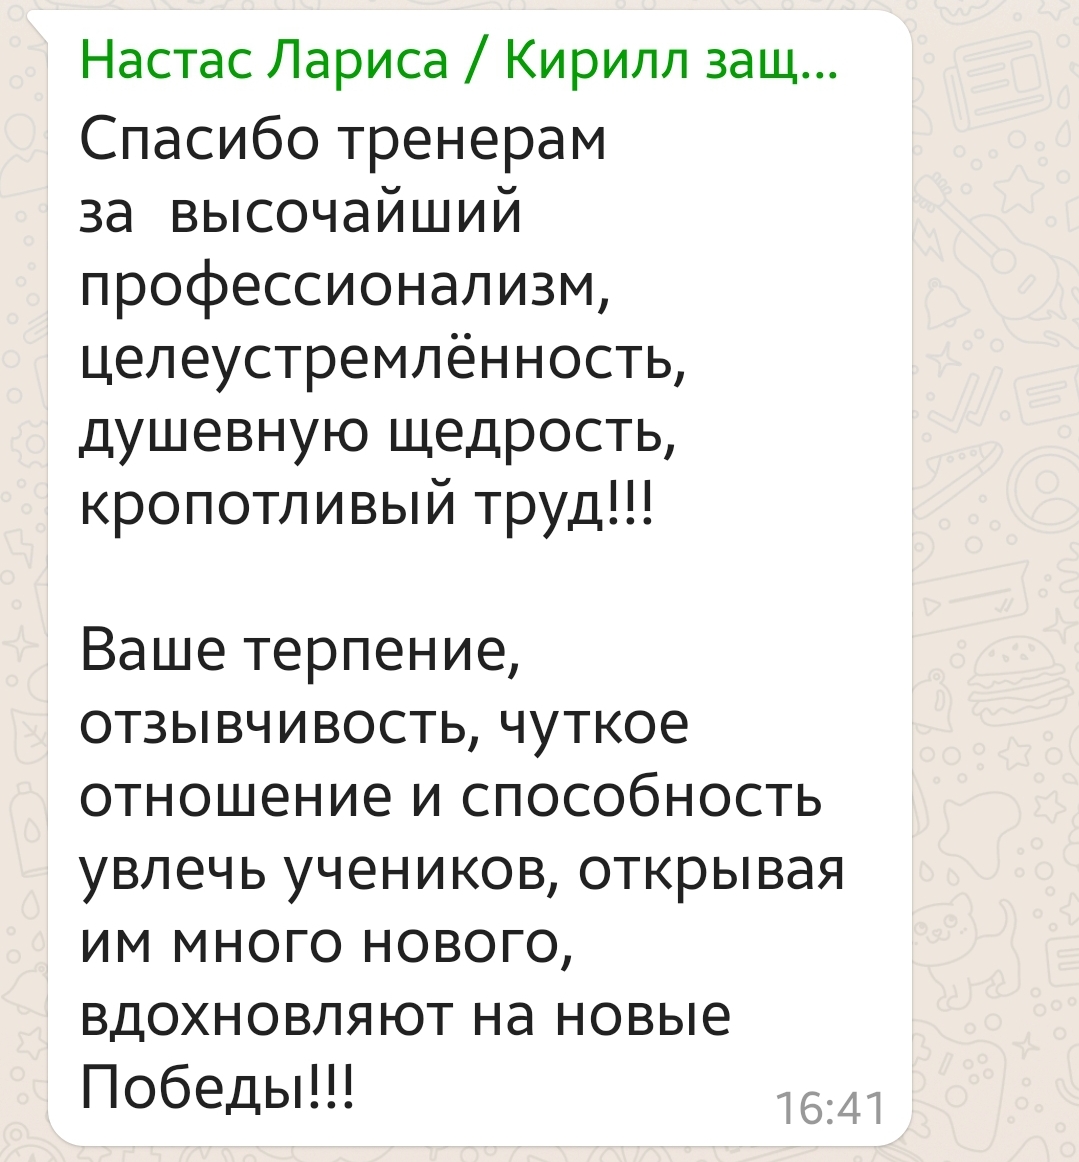 Настас Лариса / Кирилл защ...
Спасибо тренерам
за  высочайший
профессионализм,
целеустремлённость,
душевную щедрость,
кропотливый труд!!!
Ваше терпение,
отзывчивость, чуткое
отношение и способность
увлечь учеников, открывая
им много нового,
вдохновляют на новые
Победы!!!
16:41